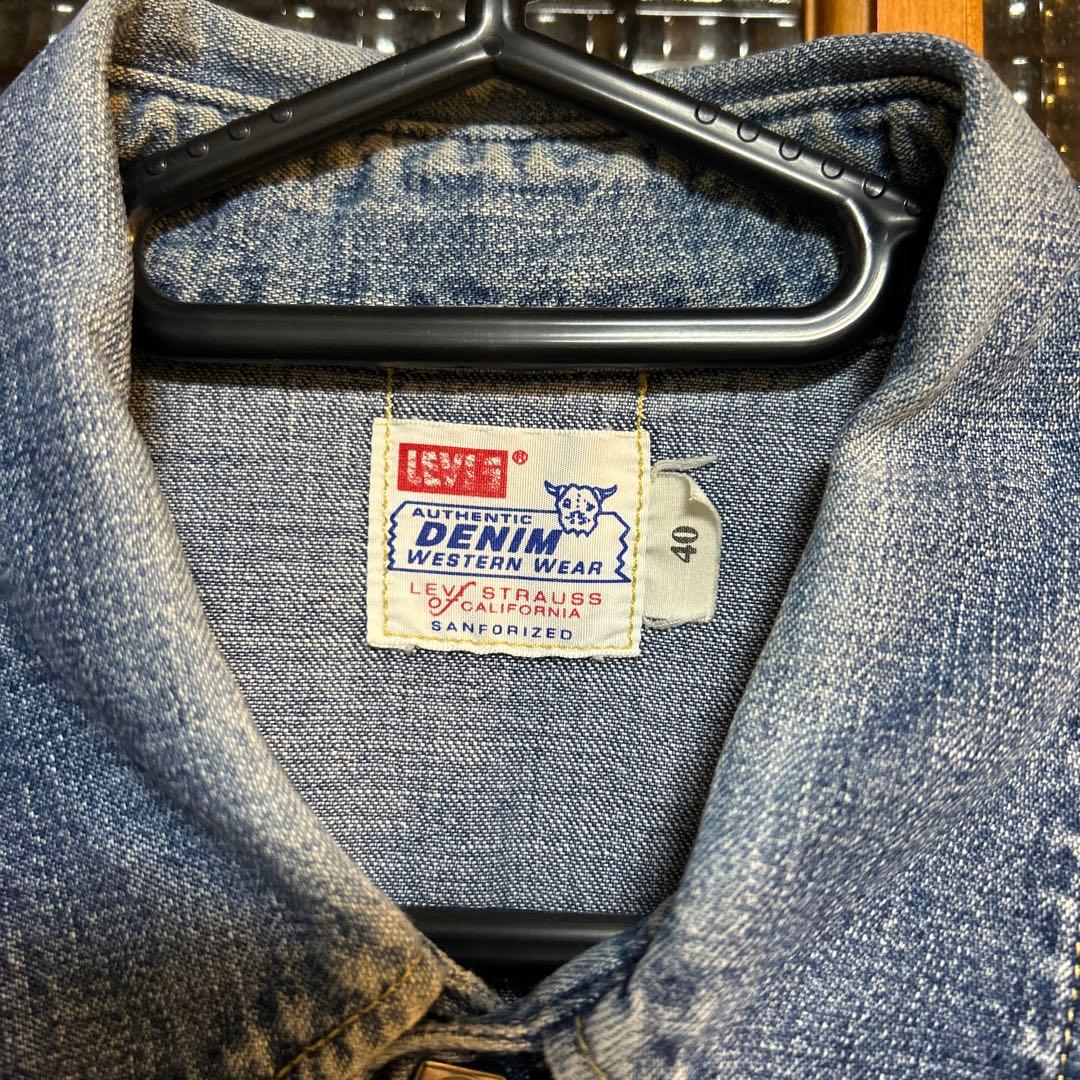 LEVI'S®
AUTHENTIC
DENIM
WESTERN WEAR
LEVI STRAUSS
of CALIFORNIA
SANFORIZED
40